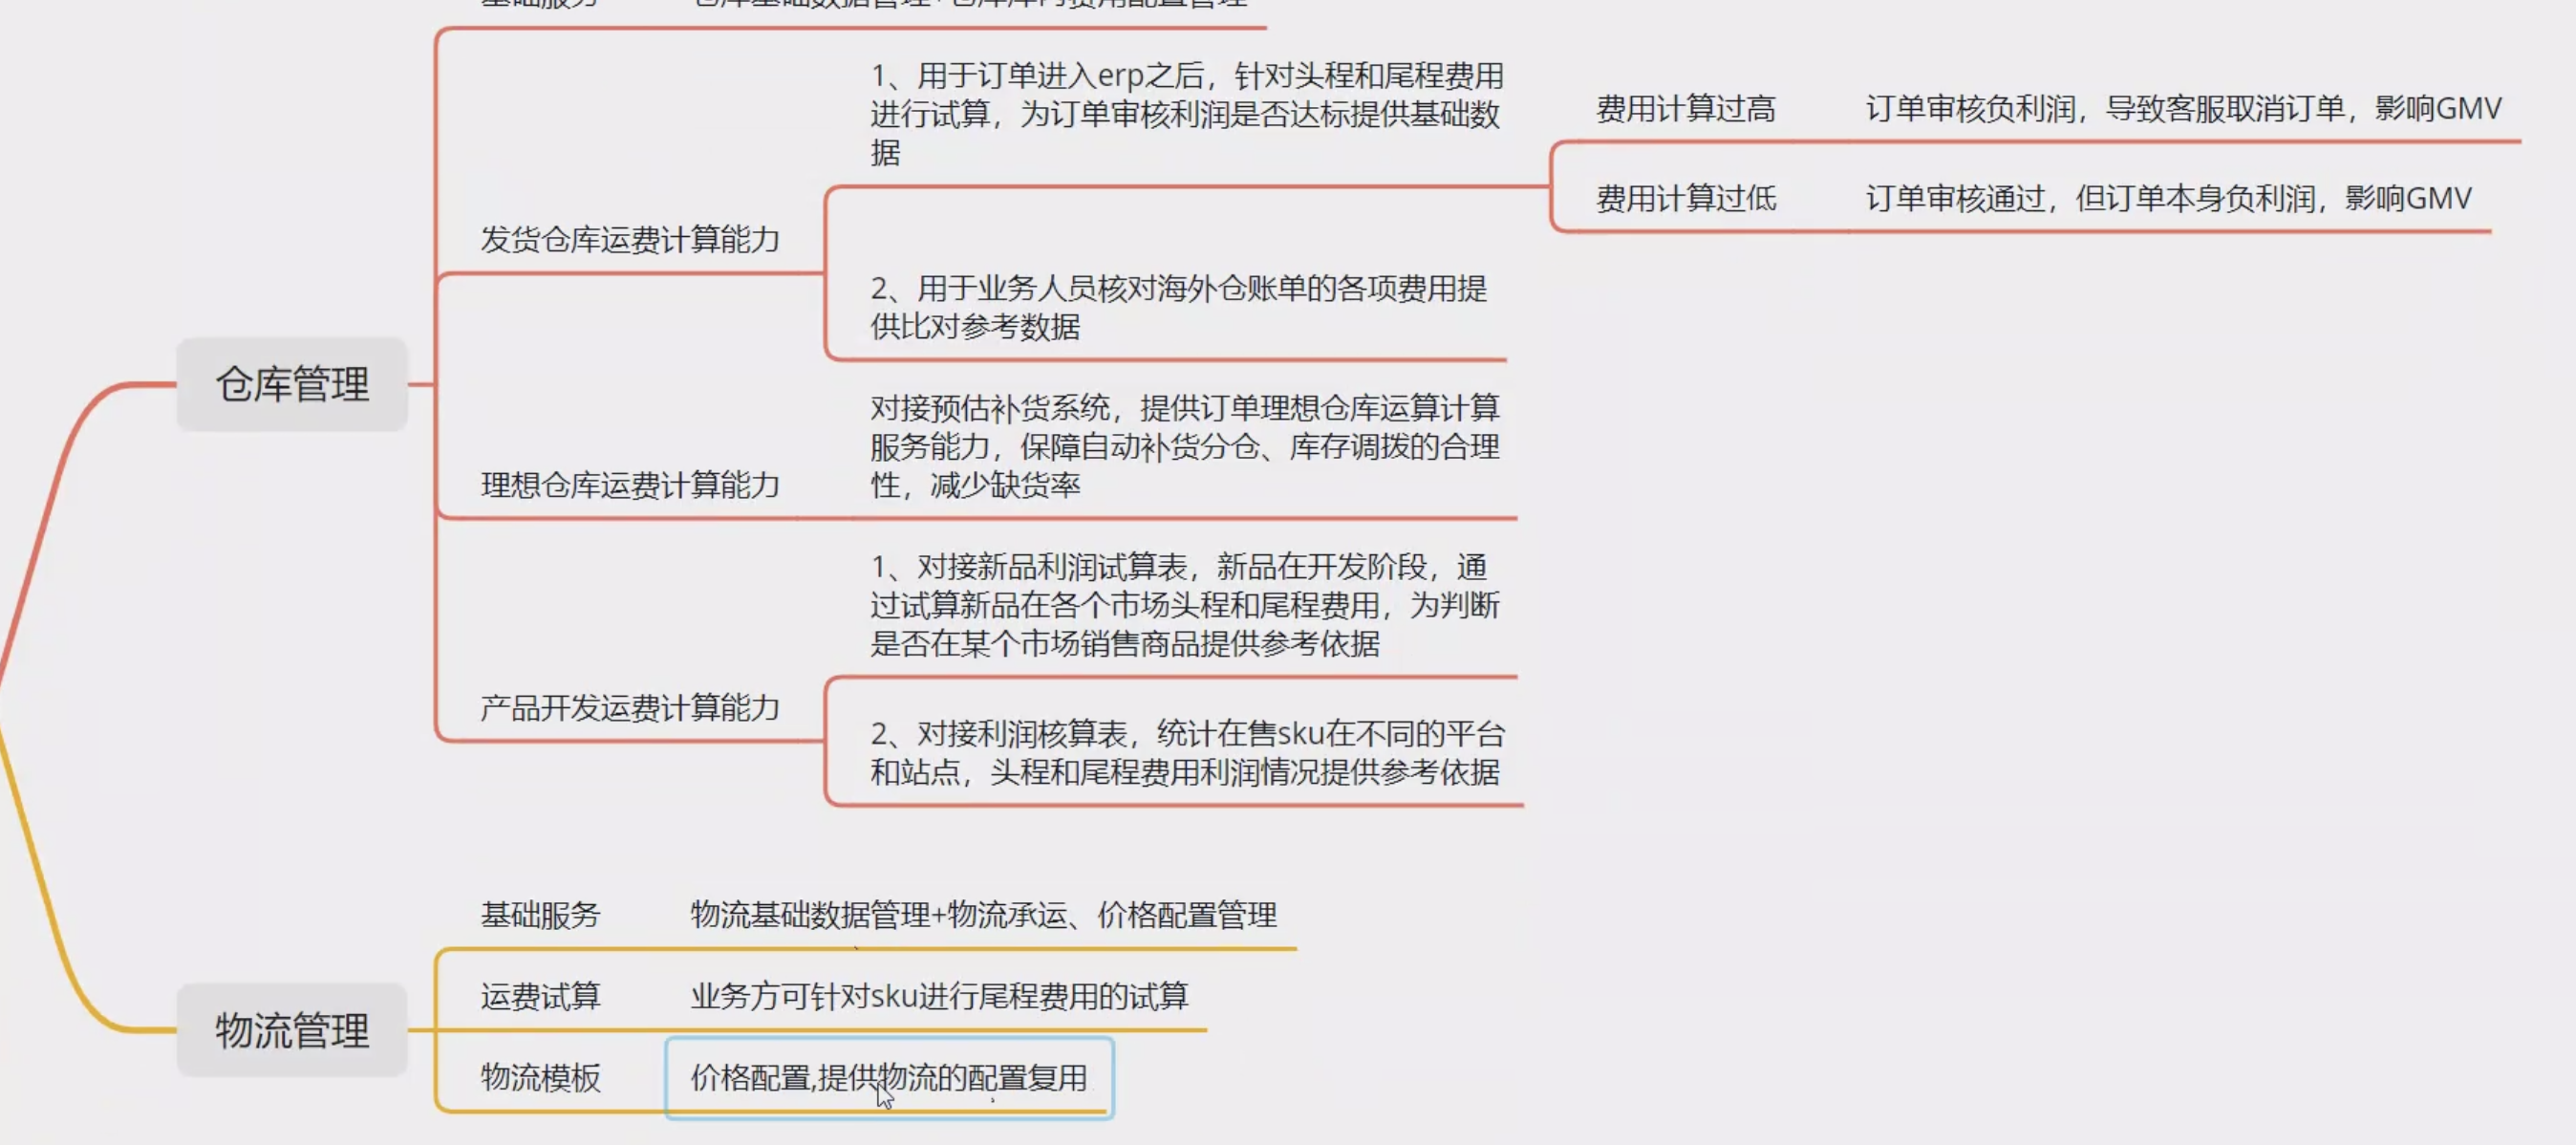 仓库管理
发货仓库运费计算能力
1、用于订单进入erp之后，针对头程和尾程费用
进行试算，为订单审核利润是否达标提供基础数
据
费用计算过高
订单审核负利润，导致客服取消订单，影响GMV
费用计算过低
订单审核通过，但订单本身负利润，影响GMV
2、用于业务人员核对海外仓账单的各项费用提
供比对参考数据
理想仓库运费计算能力
对接预估补货系统，提供订单理想仓库运算计算
服务能力，保障自动补货分仓、库存调拨的合理
性，减少缺货率
产品开发运费计算能力
1、对接新品利润试算表，新品在开发阶段，通
过试算新品在各个市场头程和尾程费用，为判断
是否在某个市场销售商品提供参考依据
2、对接利润核算表，统计在售sku在不同的平台
和站点，头程和尾程费用利润情况提供参考依据
物流管理
基础服务
物流基础数据管理+物流承运、价格配置管理
运费试算
业务方可针对sku进行尾程费用的试算
物流模板
价格配置,提供物流的配置复用